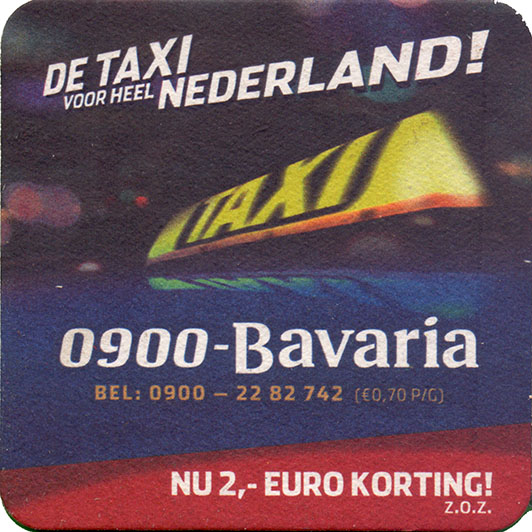 DE TAXI
VOOR HEEL NEDERLAND!
TAXI
0900-Bavaria
BEL: 0900 – 22 82 742 (€0,70 P/G)
NU 2,- EURO KORTING!
Z.O.Z.